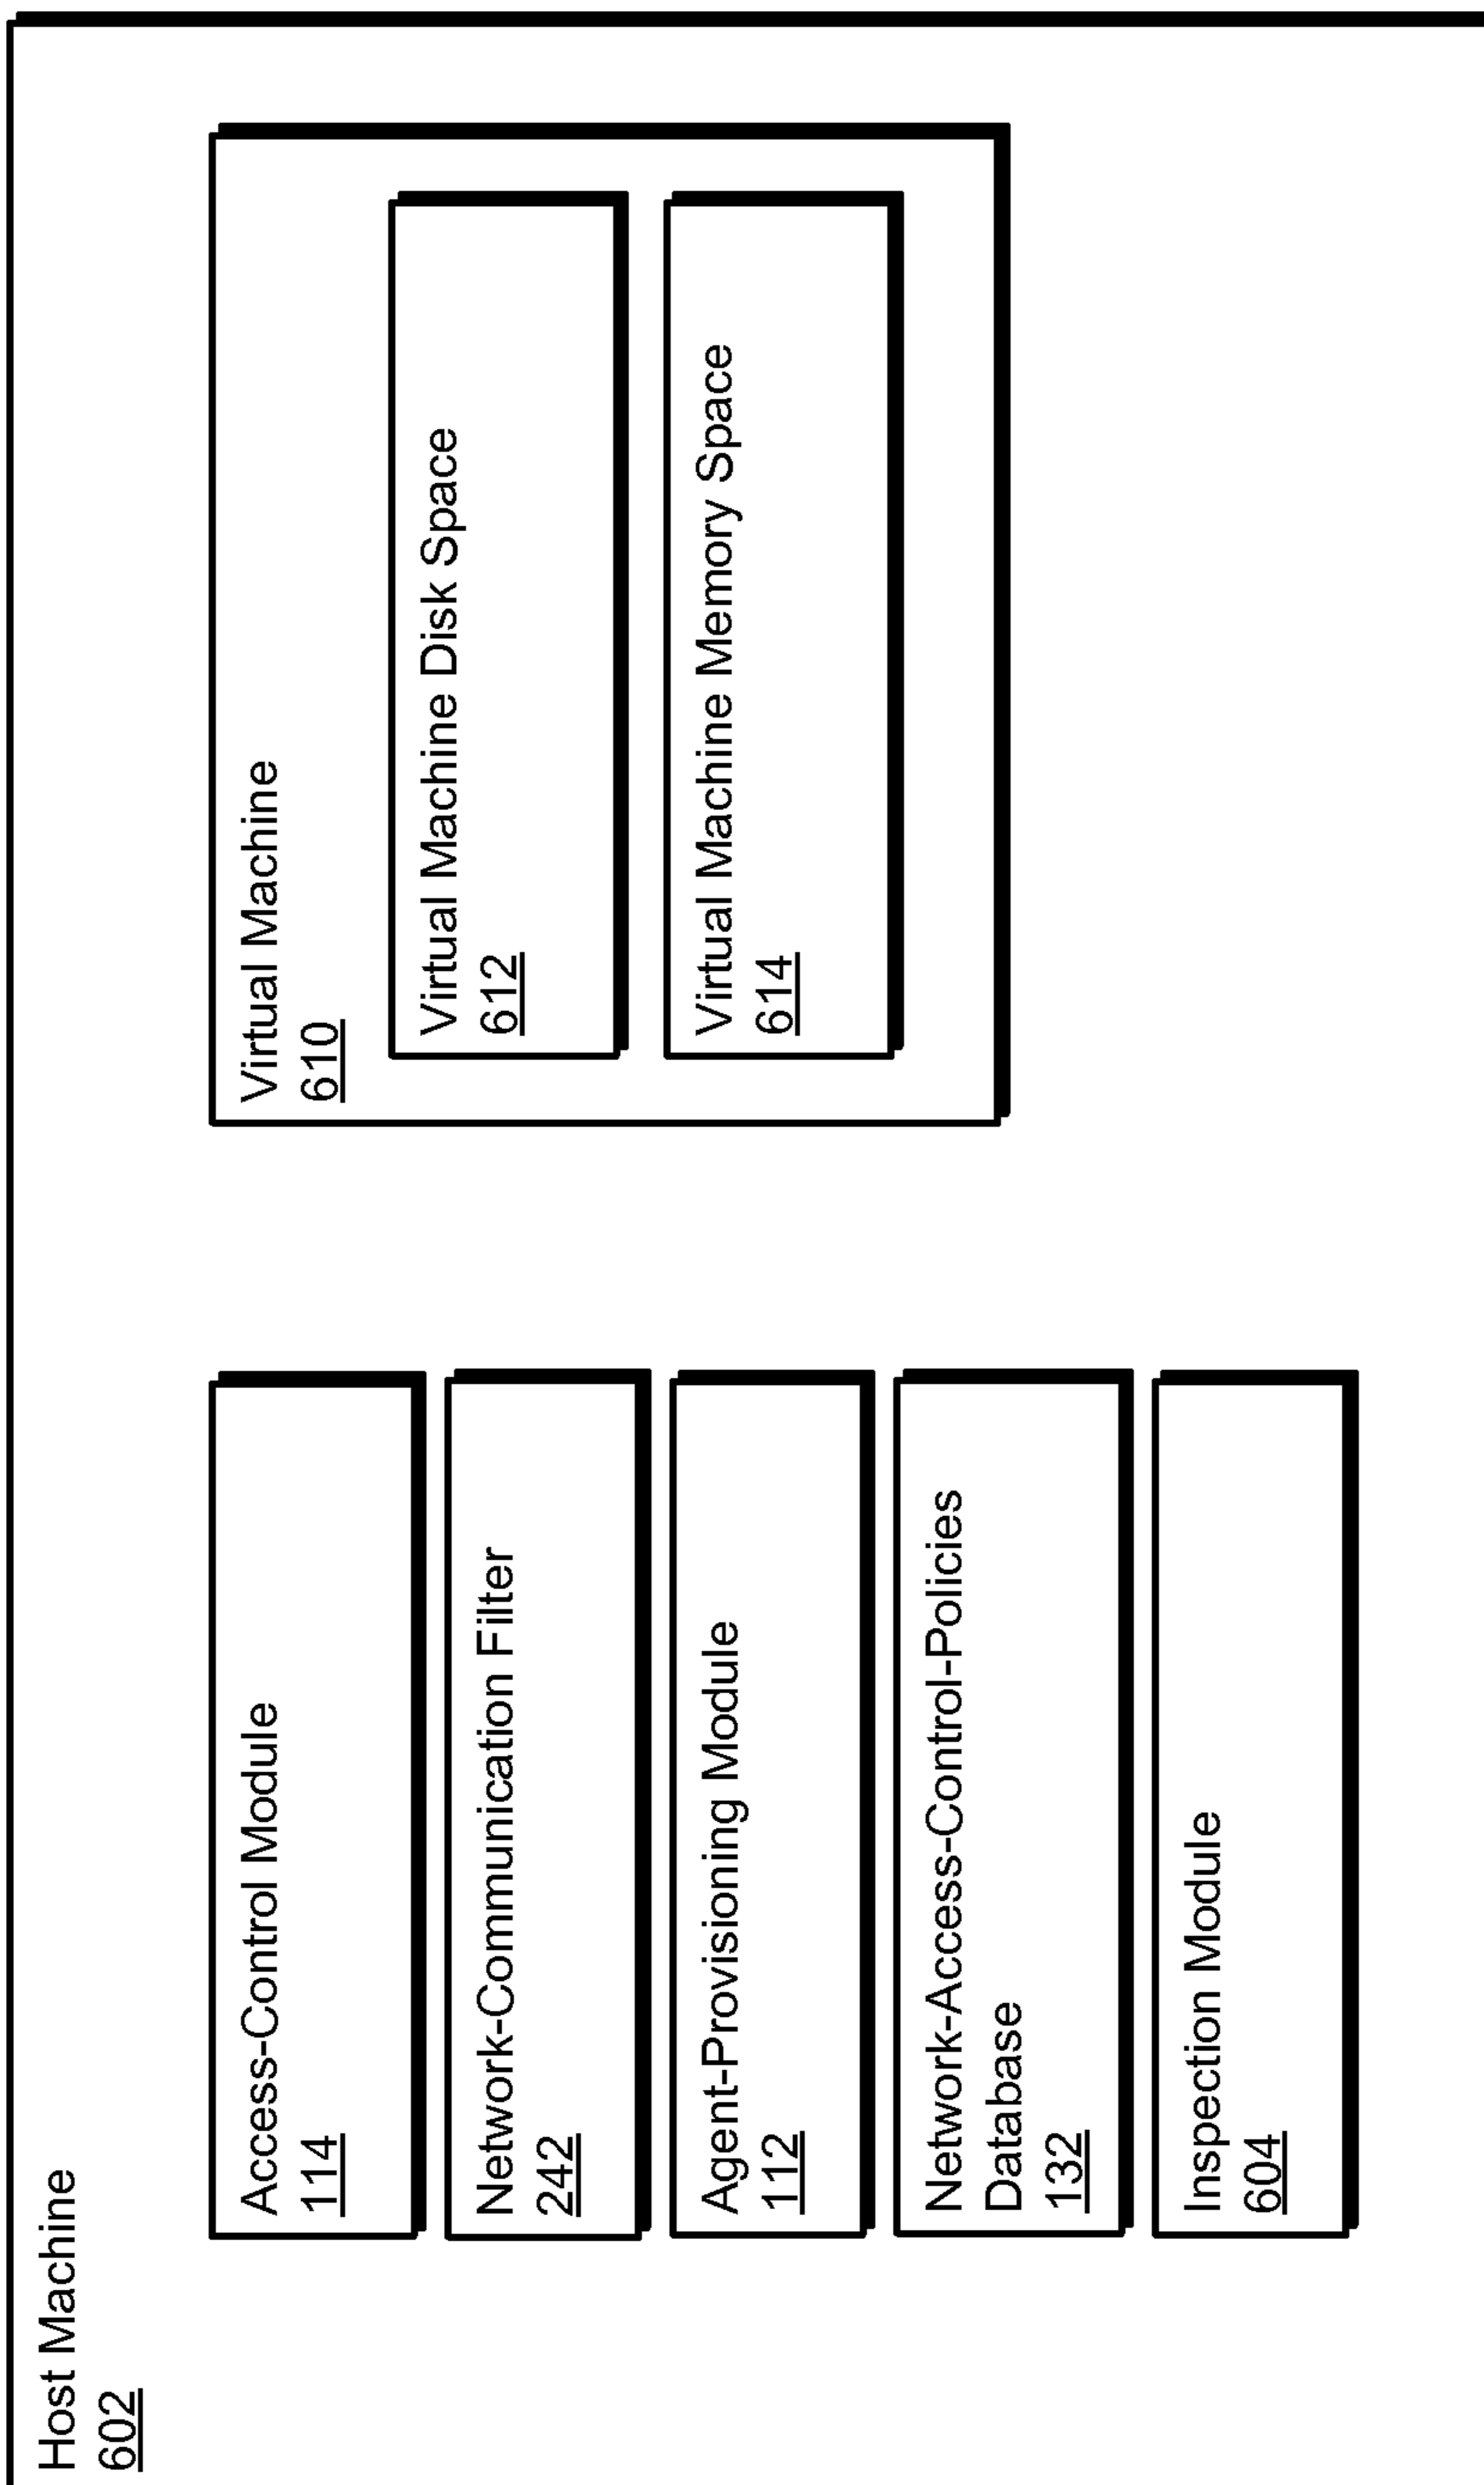 Host Machine
602
Access-Control Module
114
Network-Communication Filter
242
Agent-Provisioning Module
112
Network-Access-Control-Policies
Database
132
Inspection Module
604
Virtual Machine
610
Virtual Machine Disk Space
612
Virtual Machine Memory Space
614